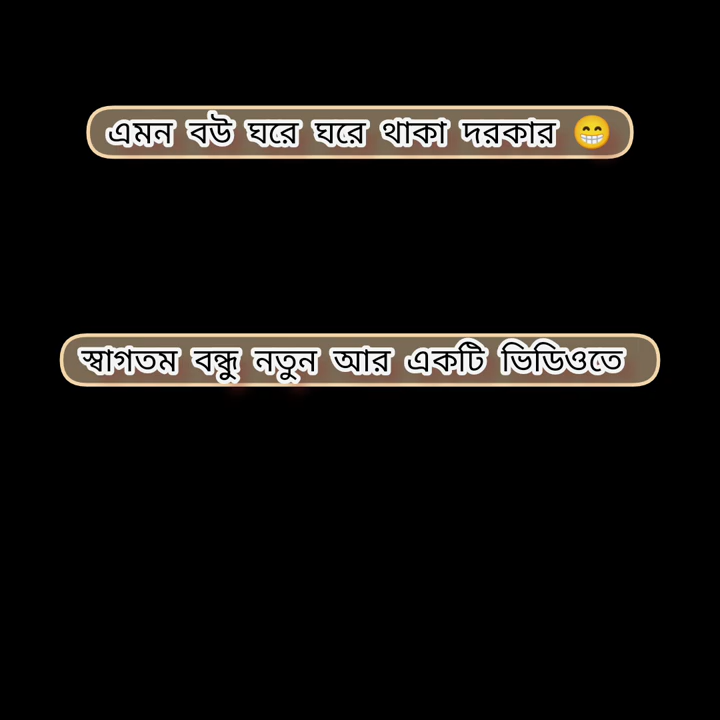 এমন বউ ঘরে ঘরে থাকা দরকার 😁
স্বাগতম বন্ধু নতুন আর একটি ভিডিওতে